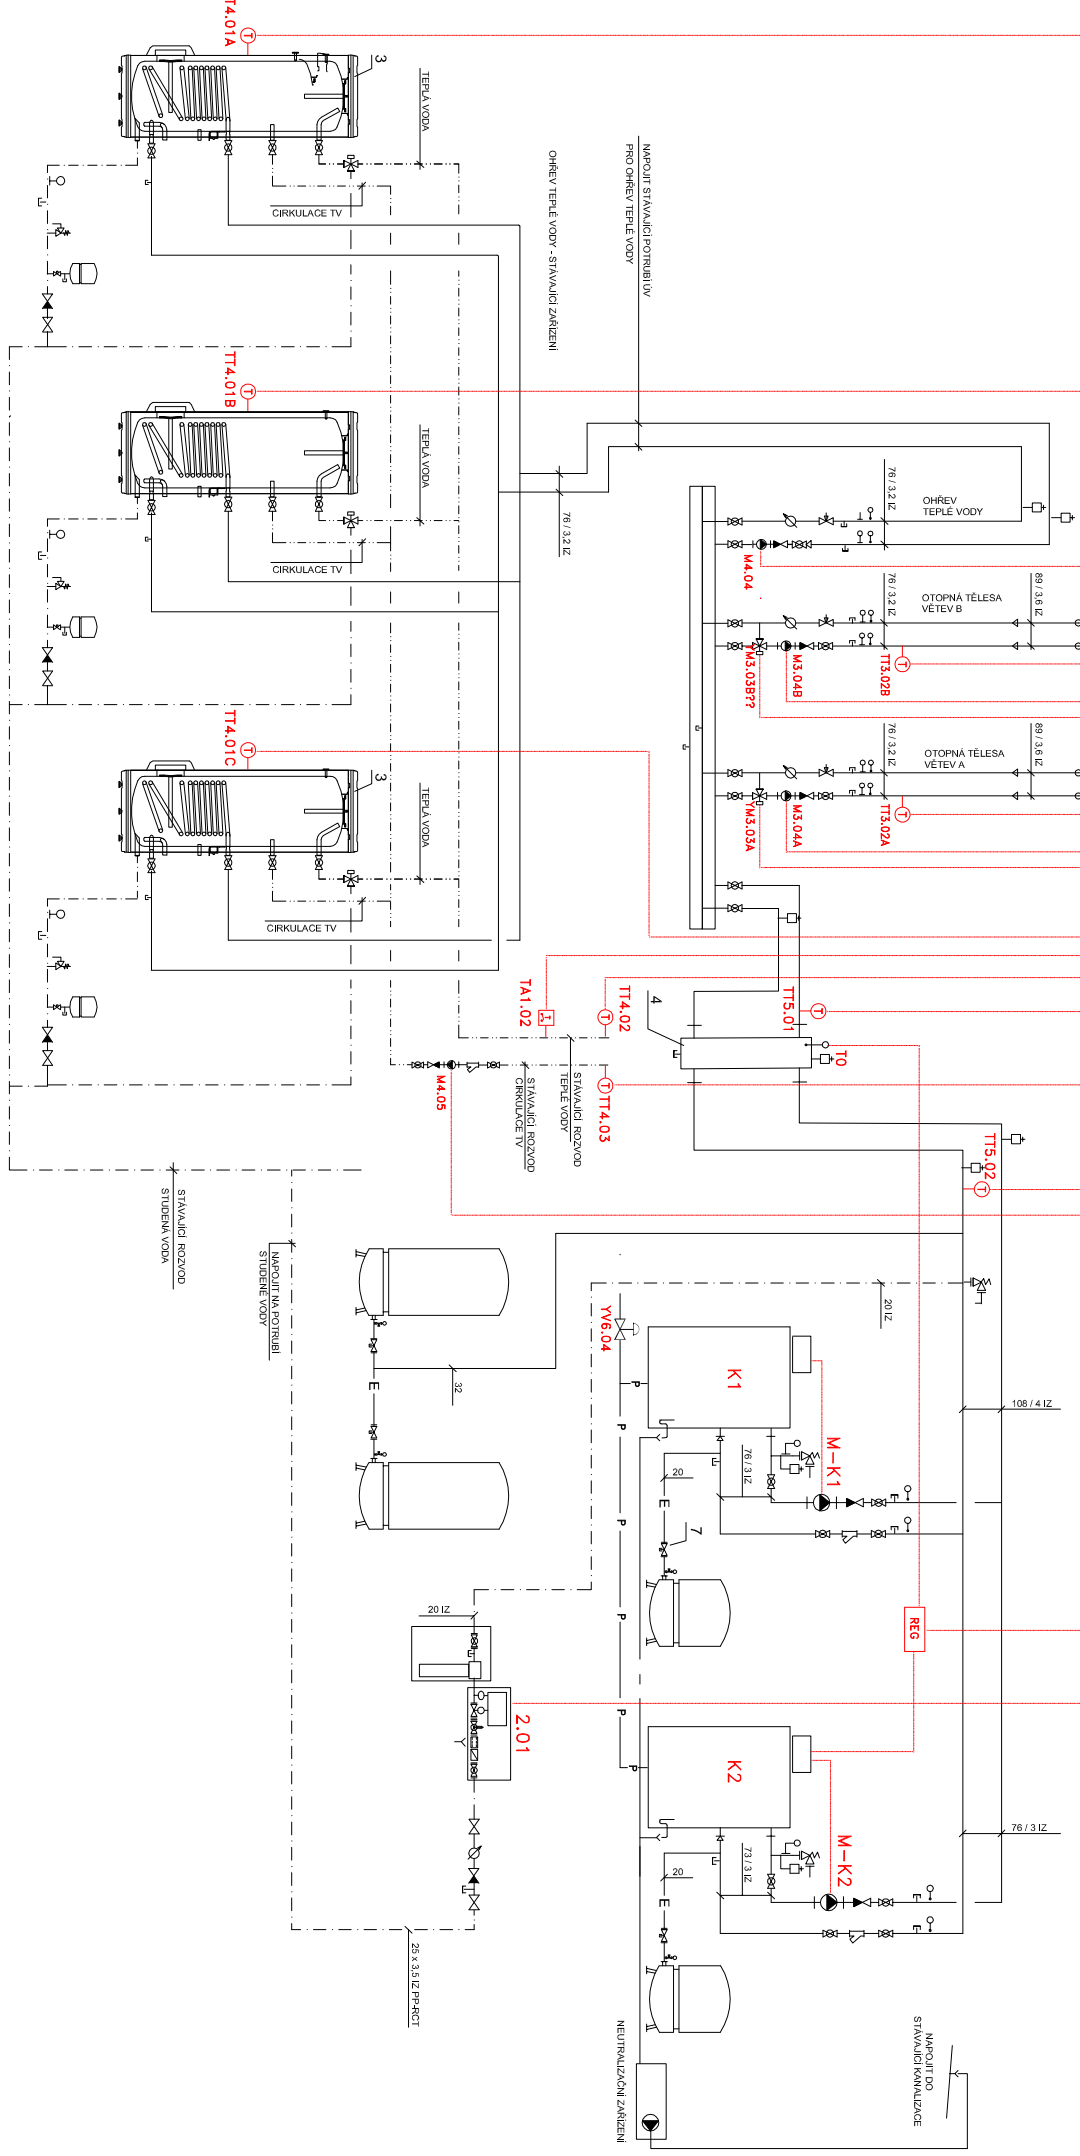 TT4.01A
3
TEPLÁ VODA
CIRKULACE TV
OHŘEV TEPLÉ VODY - STÁVAJÍCÍ ZAŘÍZENÍ
NAPOJIT STÁVAJÍCÍ POTRUBÍ ÚV
PRO OHŘEV TEPLÉ VODY
TT4.01B
TEPLÁ VODA
CIRKULACE TV
76 / 3,2 IZ
76 / 3,2 IZ
OHŘEV
TEPLÉ VODY
M4.04
76 / 3,2 IZ
OTOPNÁ TĚLESA
VĚTEV B
89 / 3,6 IZ
YM3.03B??
M3.04B
TT3.02B
76 / 3,2 IZ
OTOPNÁ TĚLESA
VĚTEV A
89 / 3,6 IZ
YM3.03A
M3.04A
TT3.02A
TT4.01C
3
TEPLÁ VODA
CIRKULACE TV
TA1.02
TT4.02
4
TT5.01
T0
M4.05
STÁVAJÍCÍ ROZVOD
CIRKULACE TV
STÁVAJÍCÍ ROZVOD
TEPLÉ VODY
TT4.03
TT5.02
STÁVAJÍCÍ ROZVOD
STUDENÁ VODA
NAPOJIT NA POTRUBÍ
STUDENÉ VODY
32
YV6.04
20 IZ
K1
P
P
M-K1
108 / 4 IZ
76 / 3 IZ
20
7
P
REG
20 IZ
2.01
P
K2
P
M-K2
76 / 3 IZ
73 / 3 IZ
20
25 x 3,5 IZ PP-RCT
NEUTRALIZAČNÍ ZAŘÍZENÍ
NAPOJIT DO
STÁVAJÍCÍ KANALIZACE
T
T
T
T
T
T
T
T
T
T